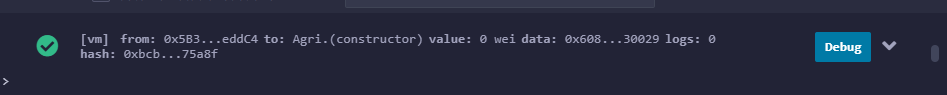 [vm] from: 0x5B3...eddC4 to: Agri.(constructor) value: 0 wei data: 0x608...30029 logs: 0
hash: 0xbcb...75a8f
Debug
>